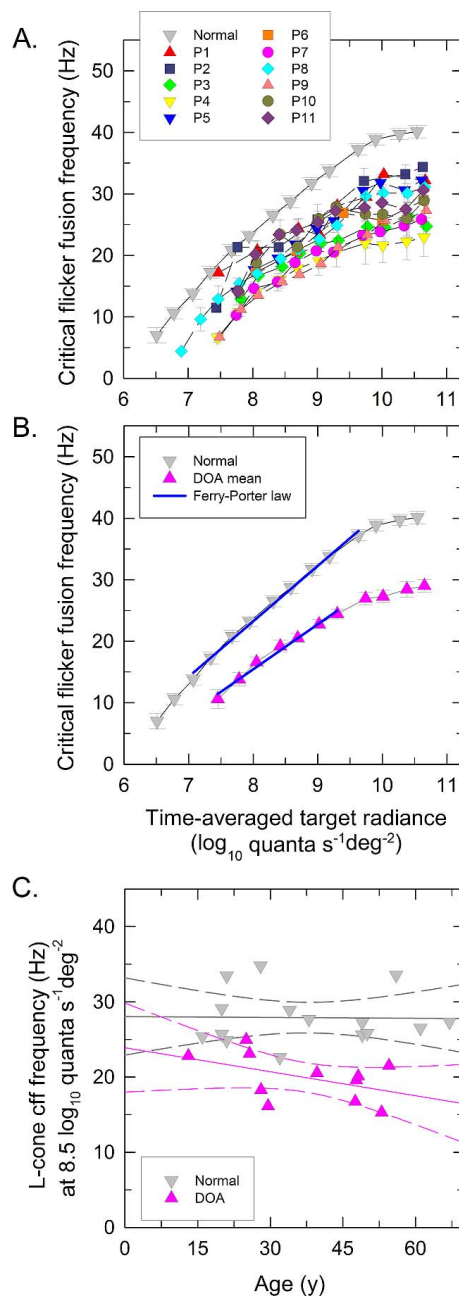 A.
Normal P6
P1 P7
P2 P8
P3 P9
P4 P10
P5 P11
Critical flicker fusion frequency (Hz)
50
40
30
20
10
0
6 7 8 9 10 11
B.
Normal
DOA mean
Ferry-Porter law
Critical flicker frequency (Hz)
50
40
30
20
10
0
6 7 8 9 10 11
Time-averaged target radiance
(log₁₀ quanta s⁻¹deg⁻²)
C.
L-cone cff frequency (Hz)
at 8.5 log₁₀ quanta s⁻¹deg⁻²
40
30
20
10
0
Normal
DOA
0 15 30 45 60
Age (y)